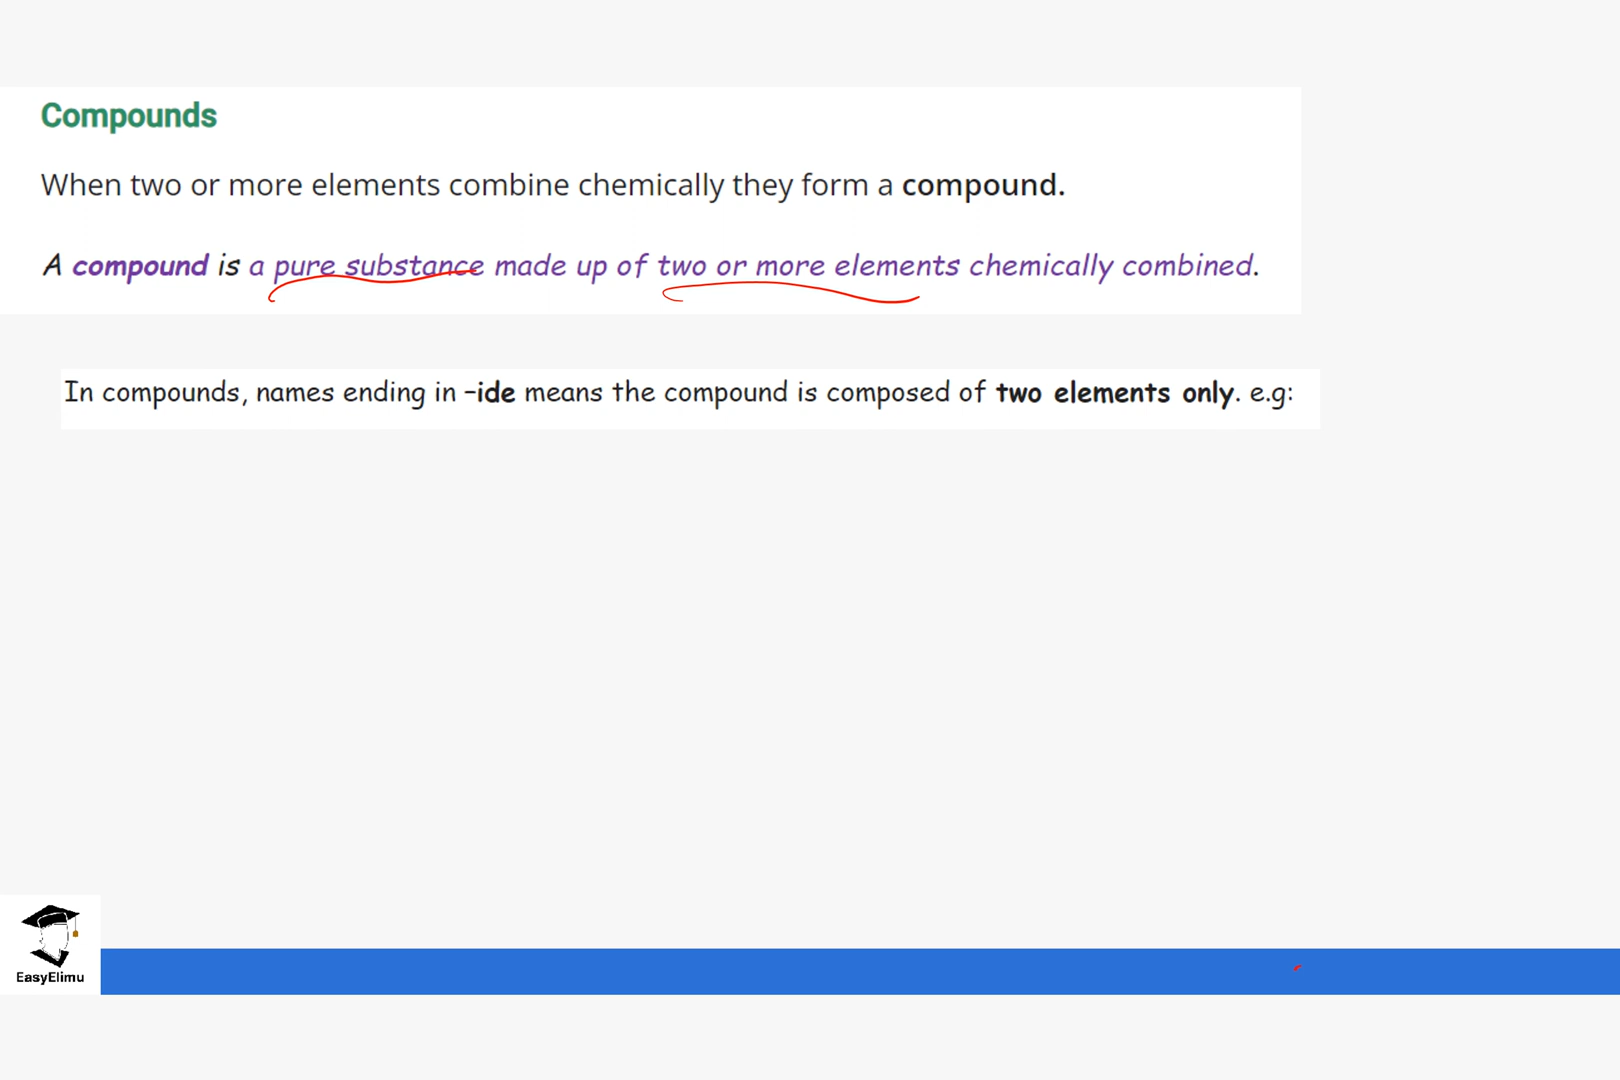 Compounds
When two or more elements combine chemically they form a compound.
A compound is a pure substance made up of two or more elements chemically combined.
In compounds, names ending in –ide means the compound is composed of two elements only. e.g:
EasyElimu